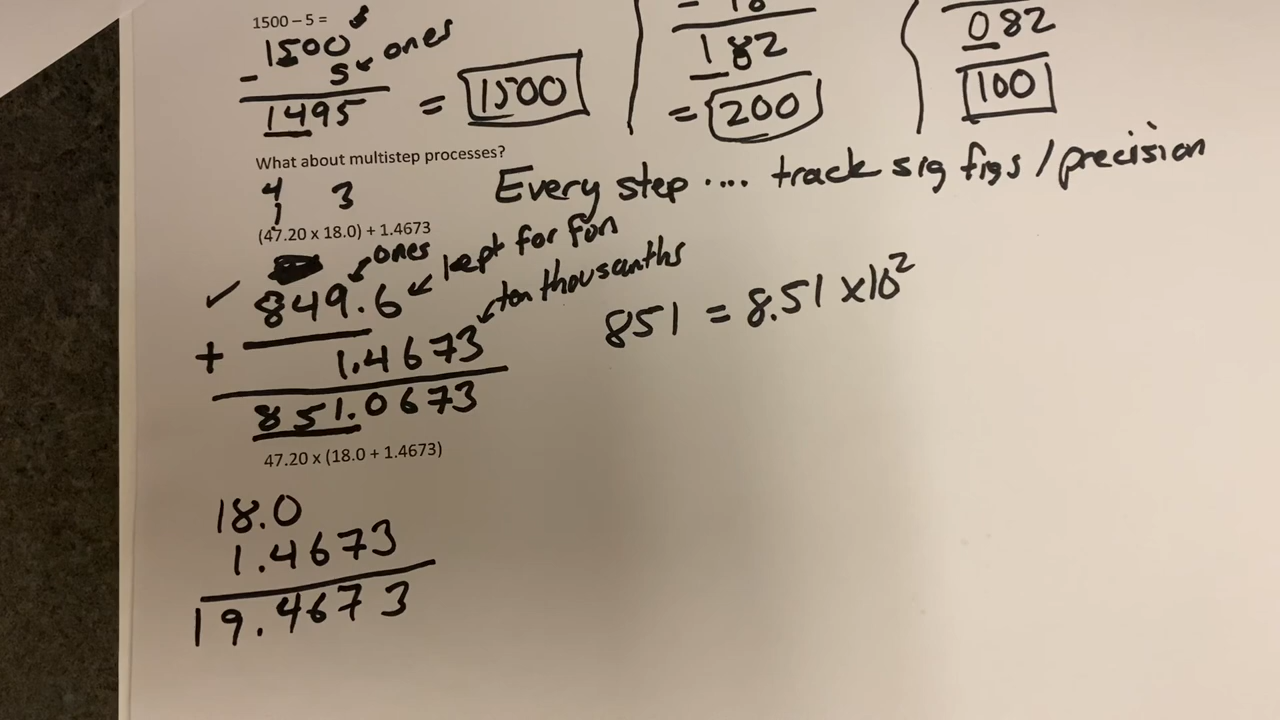 1500 – 5 =
1500
- 5 ones
1495 = 1500
182
= 200
082
100
What about multistep processes?
4 3
Every step .... track sig figs / precision
(47.20 x 18.0) + 1.4673
ones
849.6 kept for fun
+ 1.4673 ten thousanths
851.0673
851 = 8.51 x10²
47.20 x (18.0 + 1.4673)
18.0
1.4673
19.4673